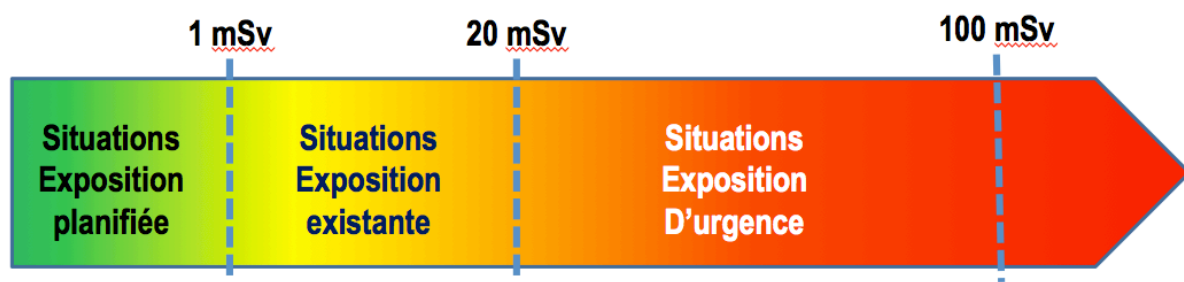 1 mSv
20 mSv
100 mSv
Situations
Exposition
planifiée
Situations
Exposition
existante
Situations
Exposition
D'urgence